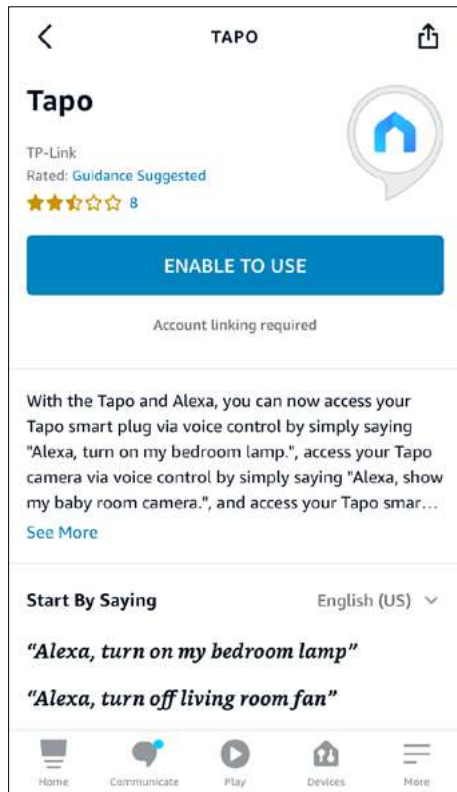 TAPO
Tapo
TP-Link
Rated: Guidance Suggested
8
ENABLE TO USE
Account linking required
With the Tapo and Alexa, you can now access your
Tapo smart plug via voice control by simply saying
"Alexa, turn on my bedroom lamp.", access your Tapo
camera via voice control by simply saying "Alexa, show
my baby room camera.", and access your Tapo smar...
See More
Start By Saying English (US)
“Alexa, turn on my bedroom lamp”
“Alexa, turn off living room fan”
Home Communicate Play Devices More